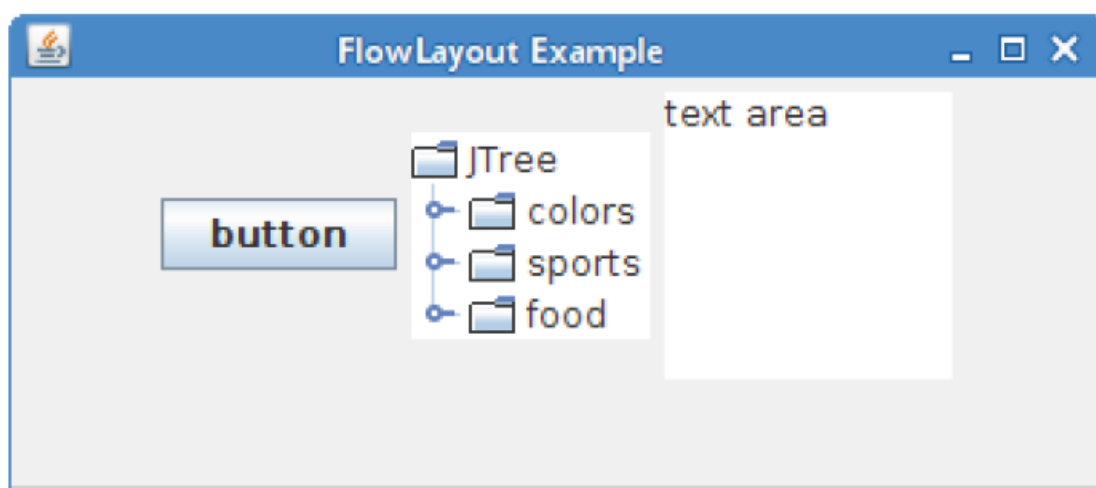 FlowLayout Example
button
JTree
colors
sports
food
text area